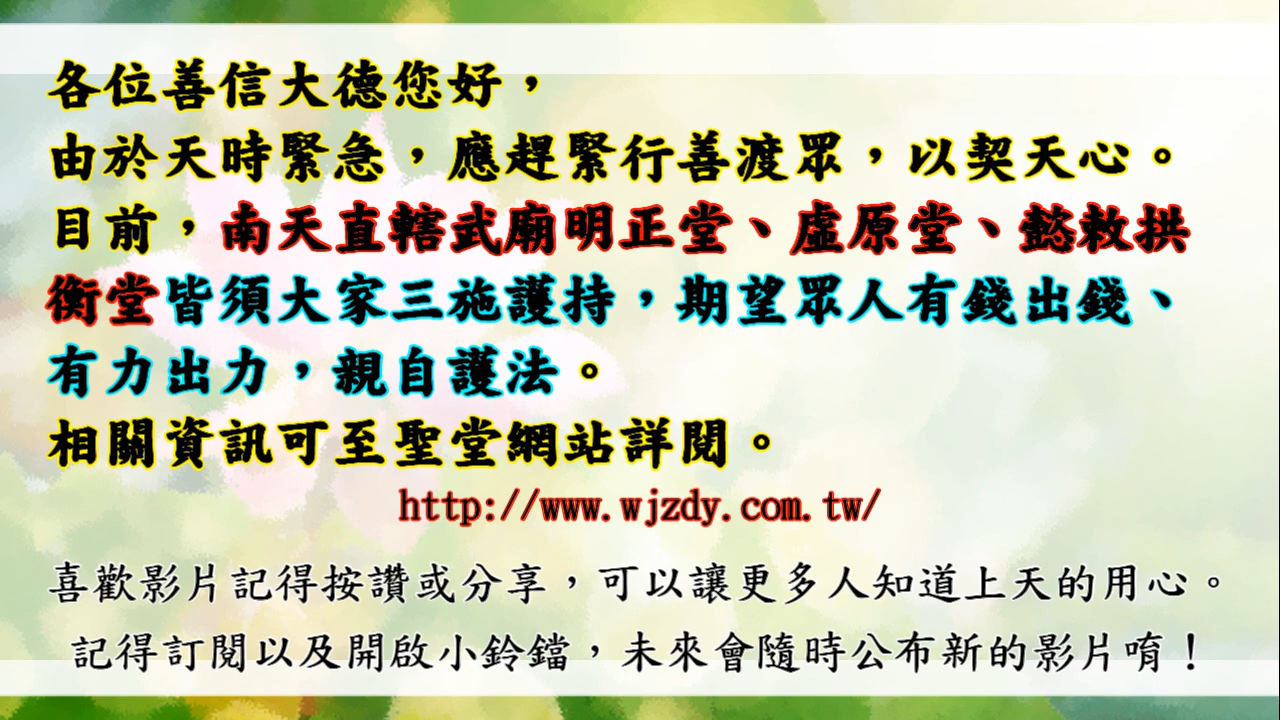 各位善信大德您好，
由於天時緊急，應趕緊行善渡眾，以契天心。
目前，南天直轄武廟明正堂、虛原堂、懿敕拱
衡堂皆須大家三施護持，期望眾人有錢出錢、
有力出力，親自護法。
相關資訊可至聖堂網站詳閱。
http://www.wjzdy.com.tw/
喜歡影片記得按讚或分享，可以讓更多人知道上天的用心。
記得訂閱以及開啟小鈴鐺，未來會隨時公布新的影片唷！